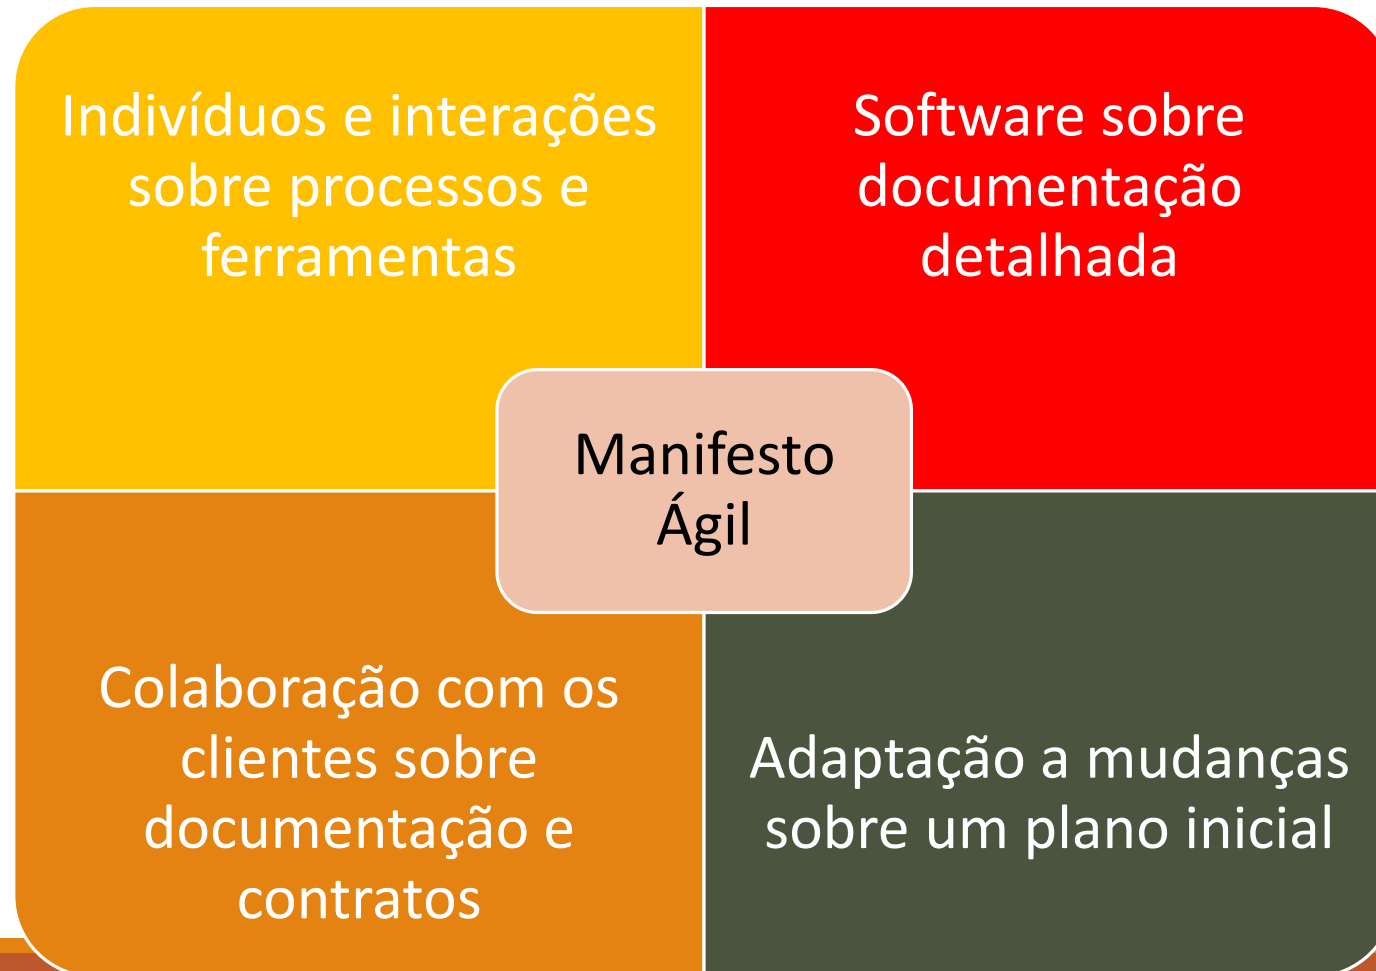 Indivíduos e interações
sobre processos e
ferramentas
Software sobre
documentação
detalhada
Manifesto
Ágil
Colaboração com os
clientes sobre
documentação e
contratos
Adaptação a mudanças
sobre um plano inicial